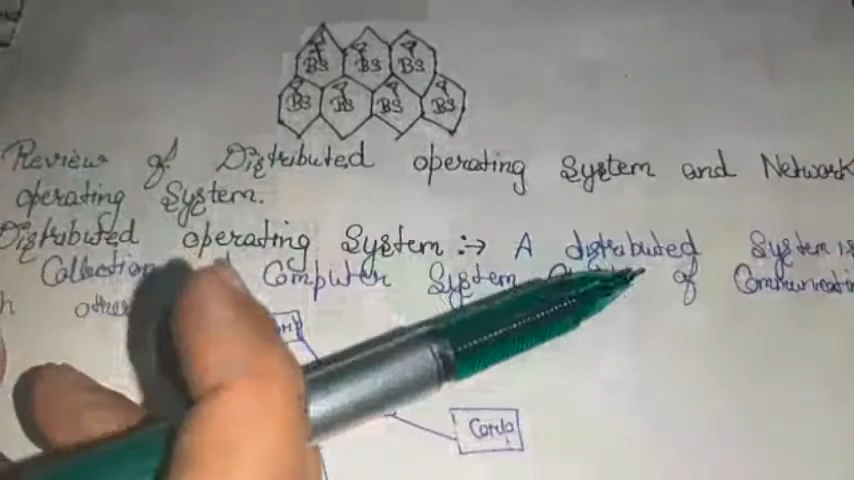 BS BS BS
BS BS BS BS
Review of Distributed operating System and Network
operating System.
Distributed operating System :→ A distributed System is
Collection Computer System of
other
Comp